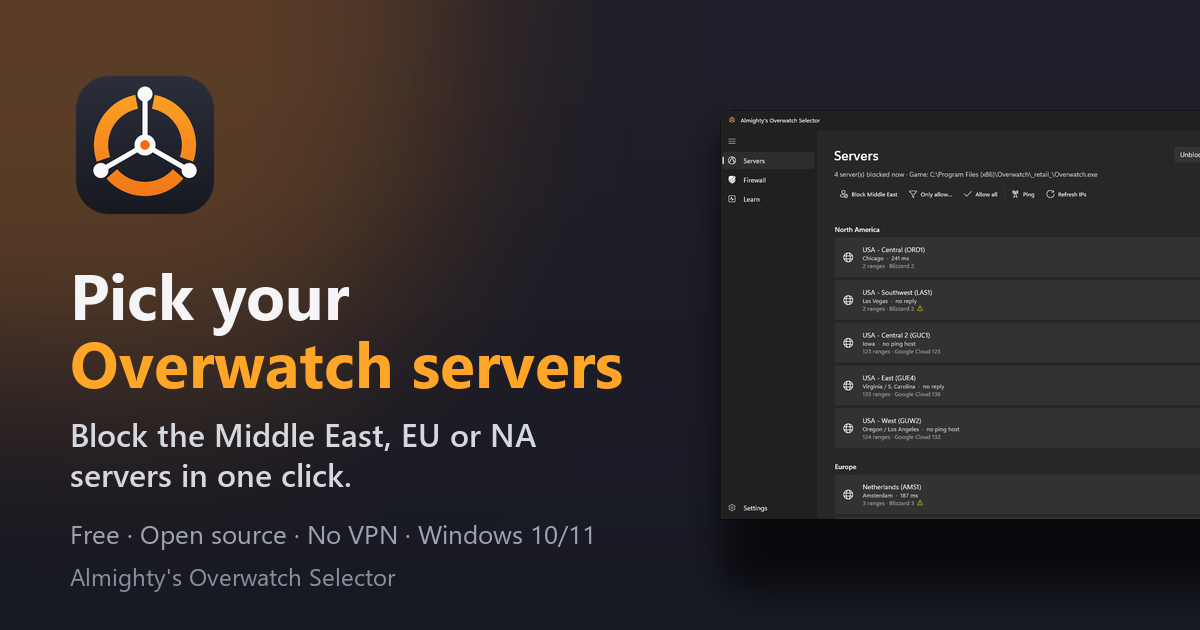 Pick your
Overwatch servers
Block the Middle East, EU or NA
servers in one click.
Free · Open source · No VPN · Windows 10/11
Almighty's Overwatch Selector
Almighty's Overwatch Selector
Servers
Firewall
Learn
Settings
Servers
4 server(s) blocked now · Game: C:\Program Files (x86)\Overwatch\_retail_\Overwatch.exe
Block Middle East
Only allow...
Allow all
Ping
Refresh IPs
North America
USA - Central (ORD1)
Chicago · 241 ms
2 ranges · Blizzard 2
USA - Southwest (LAS1)
Las Vegas · no reply
2 ranges · Blizzard 2
USA - Central 2 (GUC1)
Iowa · no ping host
123 ranges · Google Cloud 125
USA - East (GUE4)
Virginia / S. Carolina · no reply
133 ranges · Google Cloud 136
USA - West (GUW2)
Oregon / Los Angeles · no ping host
124 ranges · Google Cloud 132
Europe
Netherlands (AMS1)
Amsterdam · 187 ms
3 ranges · Blizzard 3